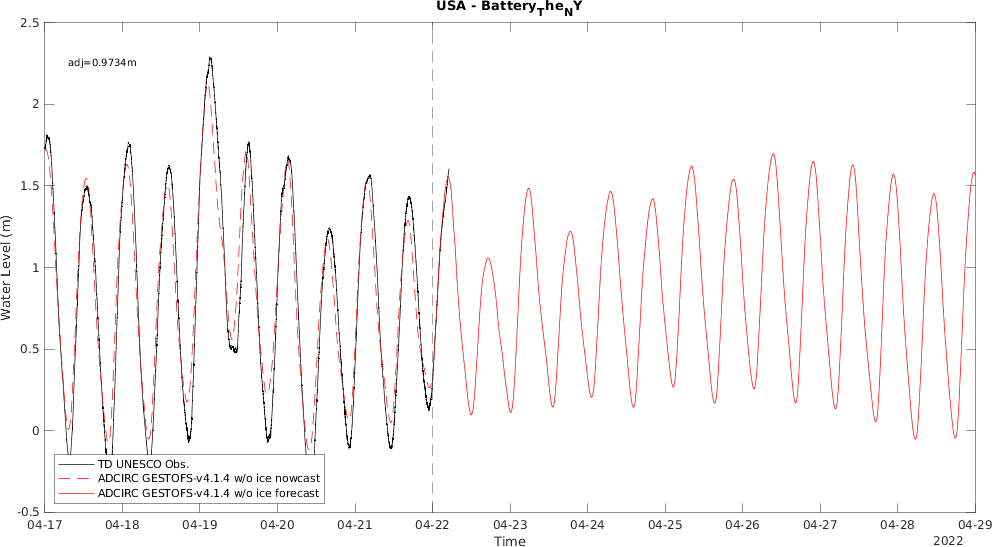 USA - Battery_The_NY
adj=0.9734m
2.5
2
1.5
1
0.5
0
-0.5
Water Level (m)
TD UNESCO Obs.
ADCIRC GESTOFS-v4.1.4 w/o ice nowcast
ADCIRC GESTOFS-v4.1.4 w/o ice forecast
04-17 04-18 04-19 04-20 04-21 04-22 04-23 04-24 04-25 04-26 04-27 04-28 04-29
Time
2022